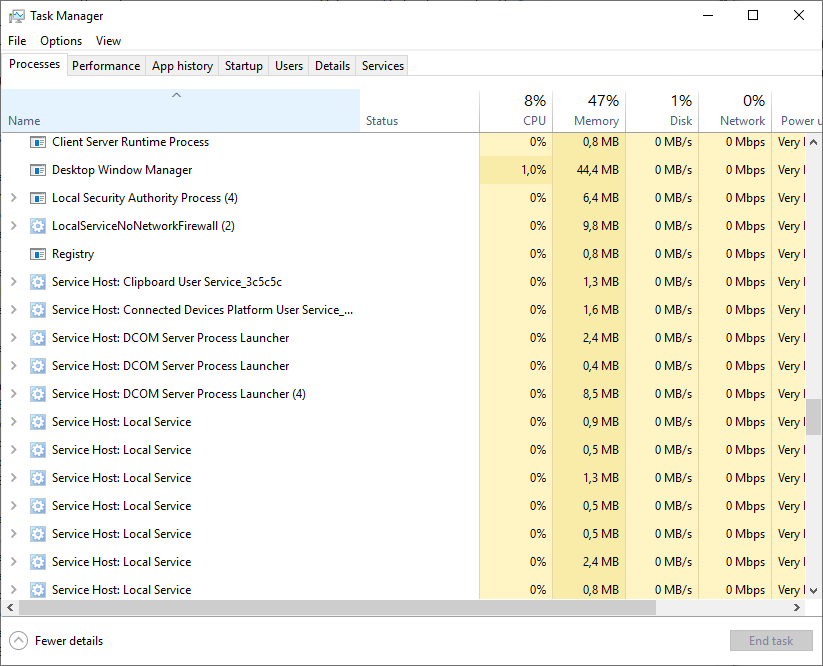 Task Manager
File Options View
Processes Performance App history Startup Users Details Services
8% 47% 1% 0%
Name Status CPU Memory Disk Network Power u
Client Server Runtime Process 0% 0,8 MB 0 MB/s 0 Mbps Very l
Desktop Window Manager 1,0% 44,4 MB 0 MB/s 0 Mbps Very l
Local Security Authority Process (4) 0% 6,4 MB 0 MB/s 0 Mbps Very l
LocalServiceNoNetworkFirewall (2) 0% 9,8 MB 0 MB/s 0 Mbps Very l
Registry 0% 0,8 MB 0 MB/s 0 Mbps Very l
Service Host: Clipboard User Service_3c5c5c 0% 1,3 MB 0 MB/s 0 Mbps Very l
Service Host: Connected Devices Platform User Service_... 0% 1,6 MB 0 MB/s 0 Mbps Very l
Service Host: DCOM Server Process Launcher 0% 2,4 MB 0 MB/s 0 Mbps Very l
Service Host: DCOM Server Process Launcher 0% 0,4 MB 0 MB/s 0 Mbps Very l
Service Host: DCOM Server Process Launcher (4) 0% 8,5 MB 0 MB/s 0 Mbps Very l
Service Host: Local Service 0% 0,9 MB 0 MB/s 0 Mbps Very l
Service Host: Local Service 0% 0,5 MB 0 MB/s 0 Mbps Very l
Service Host: Local Service 0% 1,3 MB 0 MB/s 0 Mbps Very l
Service Host: Local Service 0% 0,5 MB 0 MB/s 0 Mbps Very l
Service Host: Local Service 0% 0,5 MB 0 MB/s 0 Mbps Very l
Service Host: Local Service 0% 2,4 MB 0 MB/s 0 Mbps Very l
Service Host: Local Service 0% 0,8 MB 0 MB/s 0 Mbps Very l
Fewer details End task